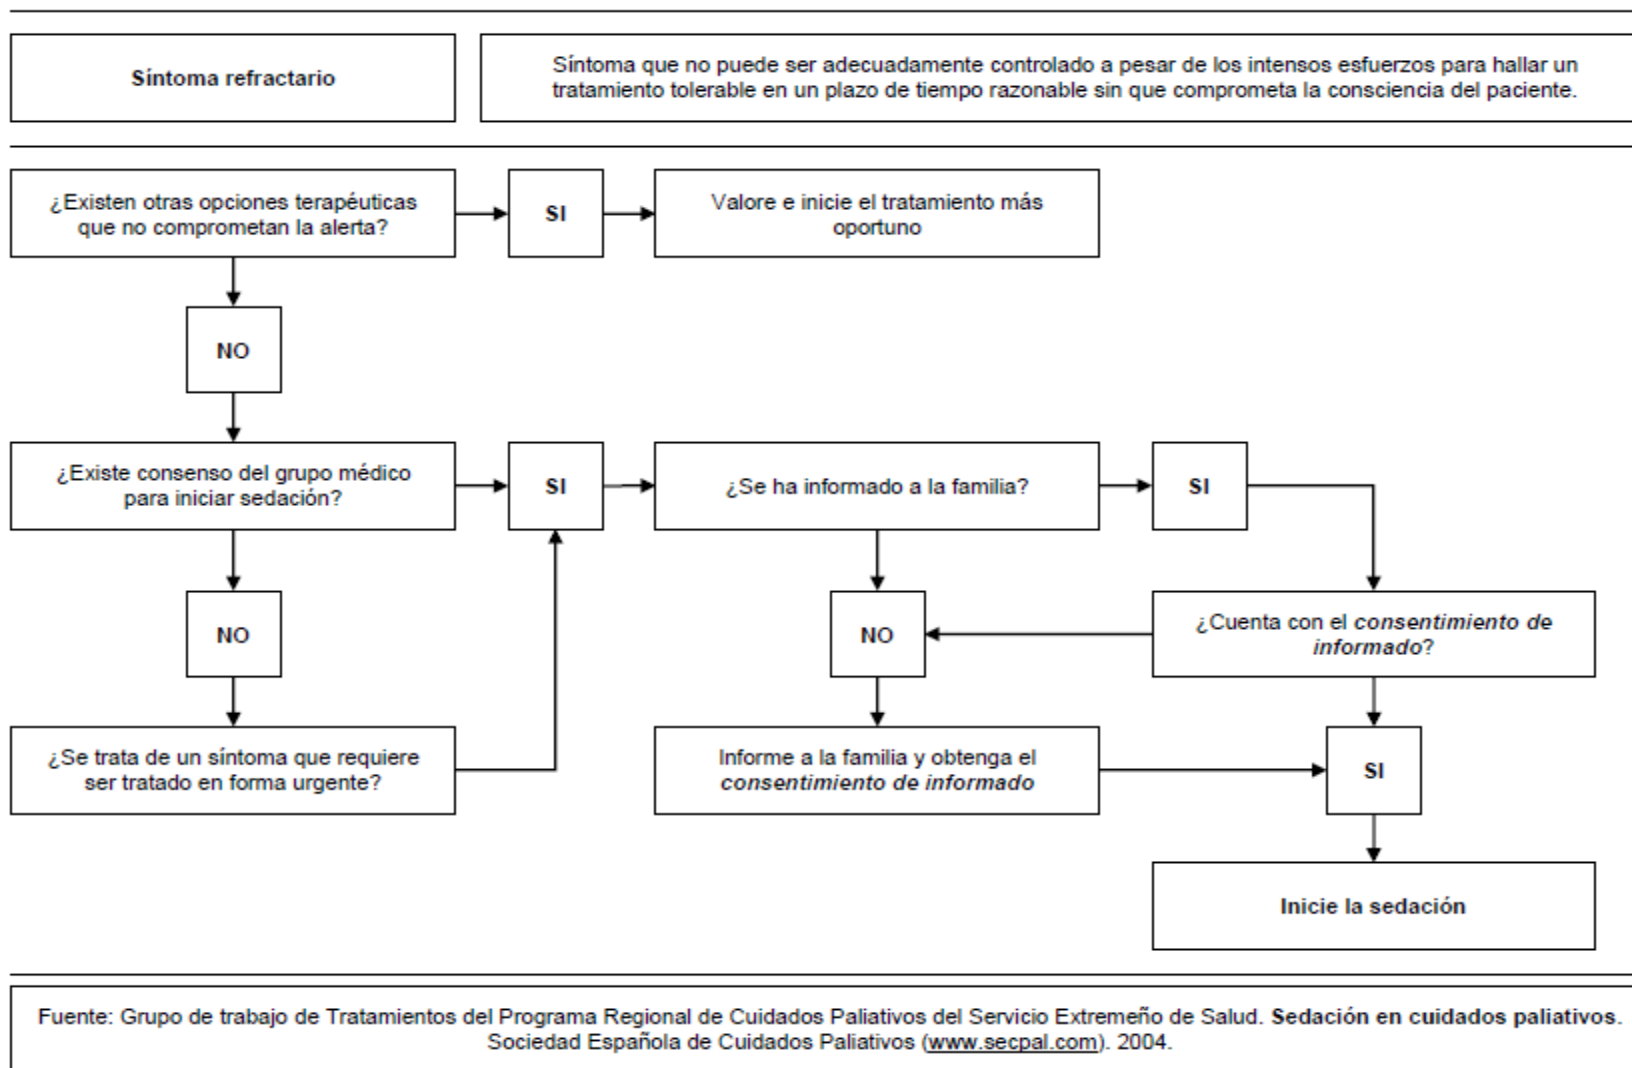 Síntoma refractario
Síntoma que no puede ser adecuadamente controlado a pesar de los intensos esfuerzos para hallar un
tratamiento tolerable en un plazo de tiempo razonable sin que comprometa la consciencia del paciente.
¿Existen otras opciones terapéuticas
que no comprometan la alerta?
SI
Valore e inicie el tratamiento más
oportuno
NO
¿Existe consenso del grupo médico
para iniciar sedación?
SI
¿Se ha informado a la familia?
SI
NO
NO
¿Cuenta con el consentimiento de
informado?
¿Se trata de un síntoma que requiere
ser tratado en forma urgente?
Informe a la familia y obtenga el
consentimiento de informado
SI
Inicie la sedación
Fuente: Grupo de trabajo de Tratamientos del Programa Regional de Cuidados Paliativos del Servicio Extremeño de Salud. Sedación en cuidados paliativos.
Sociedad Española de Cuidados Paliativos (www.secpal.com). 2004.